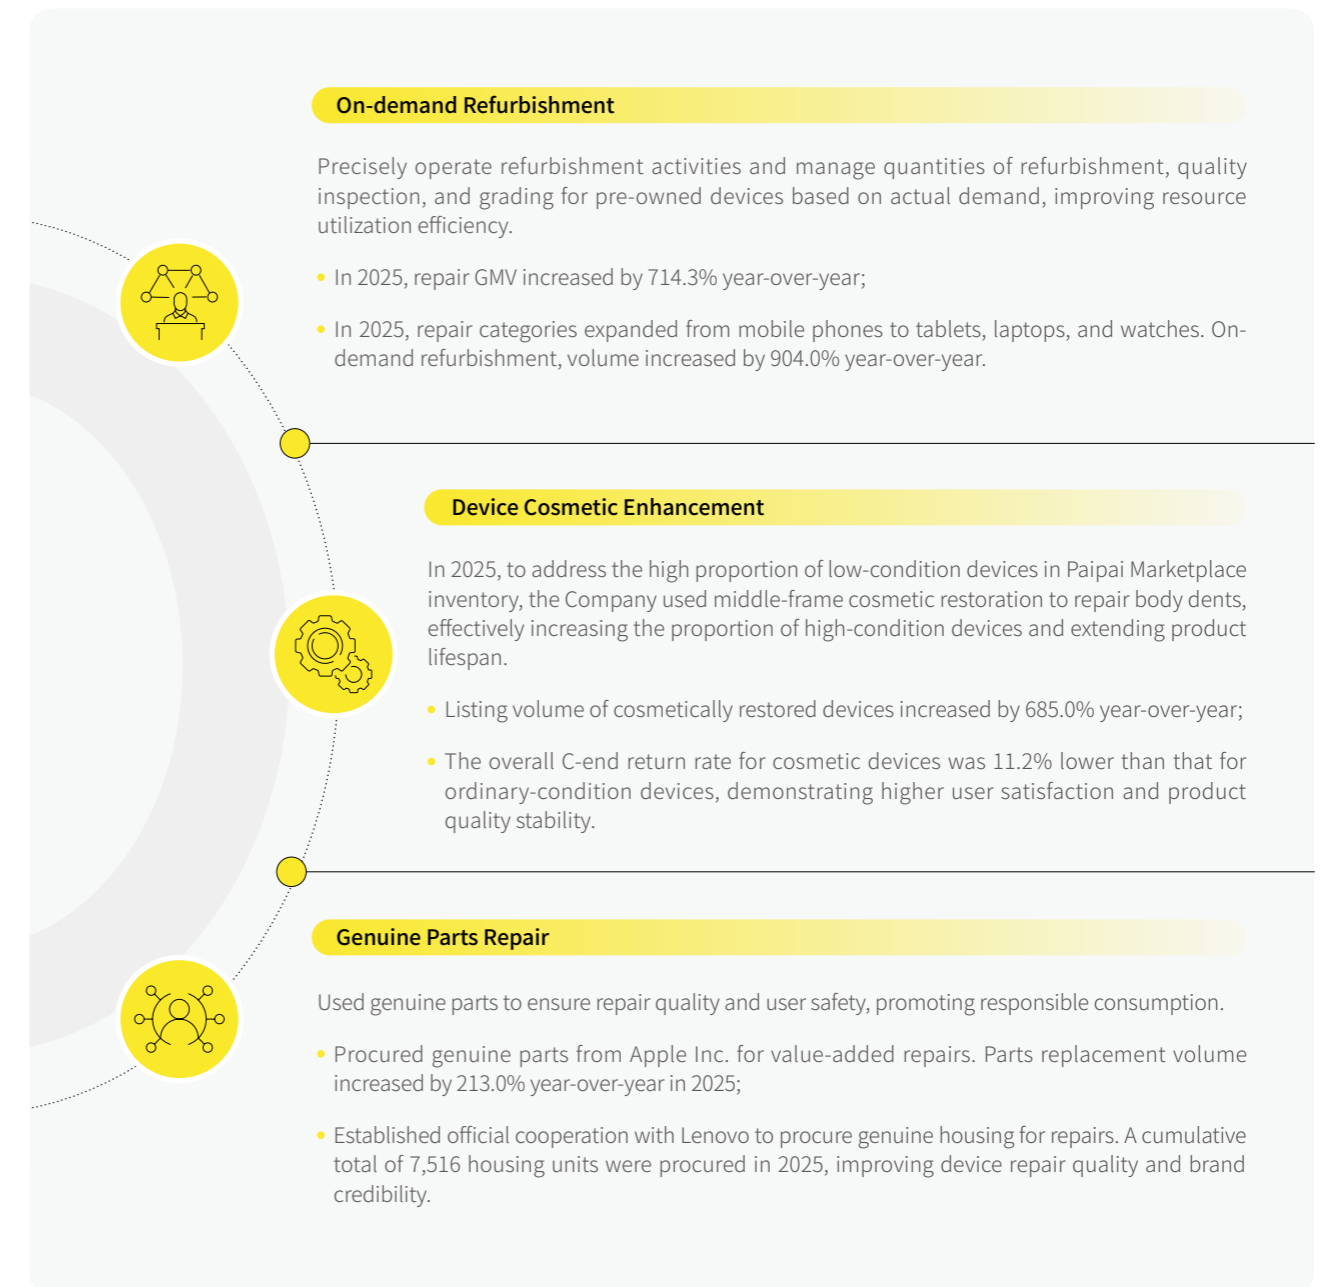 On-demand Refurbishment
Precisely operate refurbishment activities and manage quantities of refurbishment, quality
inspection, and grading for pre-owned devices based on actual demand, improving resource
utilization efficiency.
• In 2025, repair GMV increased by 714.3% year-over-year;
• In 2025, repair categories expanded from mobile phones to tablets, laptops, and watches. On-
demand refurbishment, volume increased by 904.0% year-over-year.
Device Cosmetic Enhancement
In 2025, to address the high proportion of low-condition devices in Paipai Marketplace
inventory, the Company used middle-frame cosmetic restoration to repair body dents,
effectively increasing the proportion of high-condition devices and extending product
lifespan.
• Listing volume of cosmetically restored devices increased by 685.0% year-over-year;
• The overall C-end return rate for cosmetic devices was 11.2% lower than that for
ordinary-condition devices, demonstrating higher user satisfaction and product
quality stability.
Genuine Parts Repair
Used genuine parts to ensure repair quality and user safety, promoting responsible consumption.
• Procured genuine parts from Apple Inc. for value-added repairs. Parts replacement volume
increased by 213.0% year-over-year in 2025;
• Established official cooperation with Lenovo to procure genuine housing for repairs. A cumulative
total of 7,516 housing units were procured in 2025, improving device repair quality and brand
credibility.